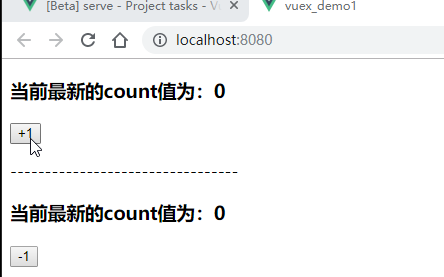 [Beta] serve - Project tasks - Vu
vuex_demo1
localhost:8080
当前最新的count值为：0
+1
--------------------------------
当前最新的count值为：0
-1